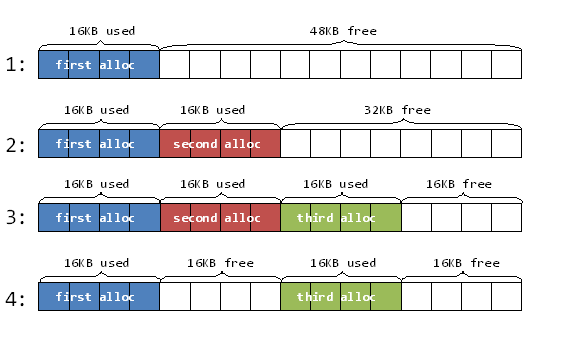 16KB used 48KB free
1: first alloc
16KB used 16KB used 32KB free
2: first alloc second alloc
16KB used 16KB used 16KB used 16KB free
3: first alloc second alloc third alloc
16KB used 16KB free 16KB used 16KB free
4: first alloc third alloc